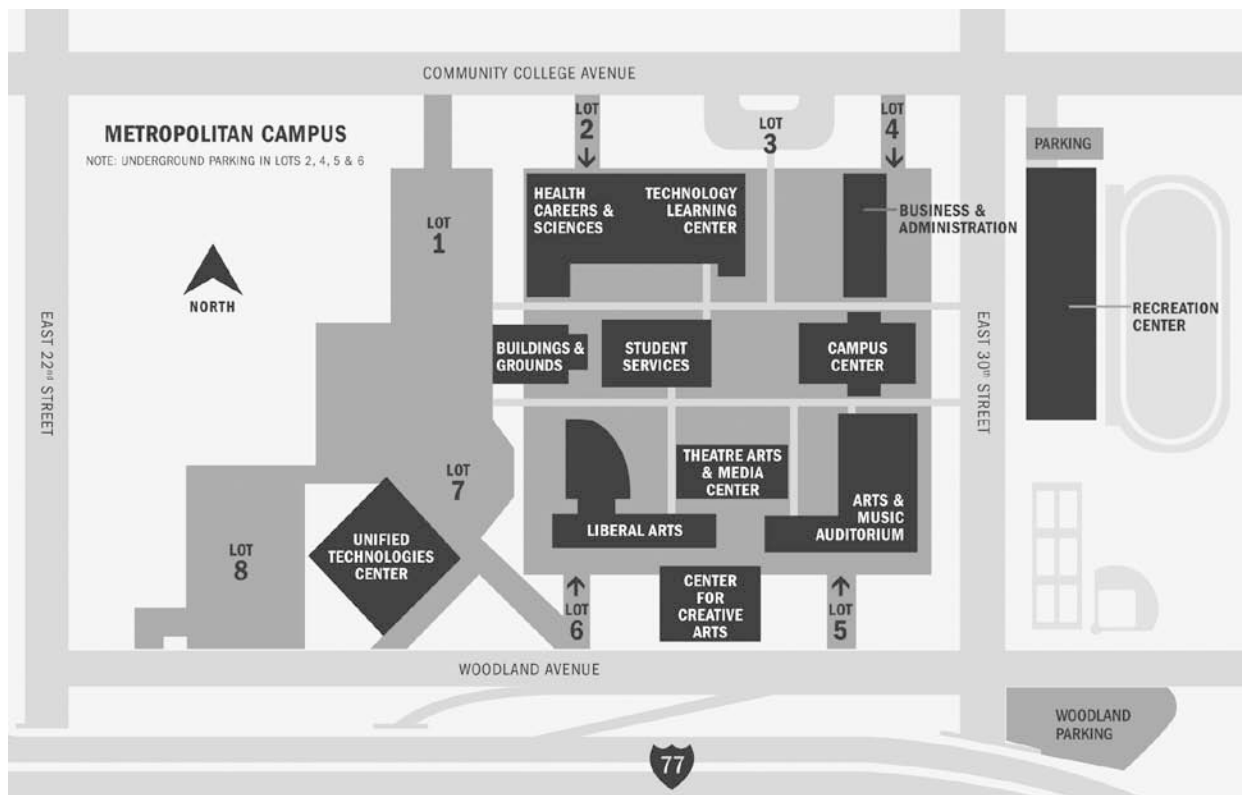 COMMUNITY COLLEGE AVENUE
METROPOLITAN CAMPUS
NOTE: UNDERGROUND PARKING IN LOTS 2, 4, 5 & 6
LOT
2
LOT
3
LOT
4
PARKING
HEALTH
CAREERS &
SCIENCES
TECHNOLOGY
LEARNING
CENTER
BUSINESS &
ADMINISTRATION
LOT
1
NORTH
RECREATION
CENTER
EAST 22ND STREET
BUILDINGS &
GROUNDS
STUDENT
SERVICES
CAMPUS
CENTER
EAST 30th STREET
THEATRE ARTS
& MEDIA
CENTER
LOT
7
ARTS &
MUSIC
AUDITORIUM
LIBERAL ARTS
UNIFIED
TECHNOLOGIES
CENTER
LOT
8
CENTER
FOR
CREATIVE
ARTS
LOT
6
LOT
5
WOODLAND AVENUE
WOODLAND
PARKING
77